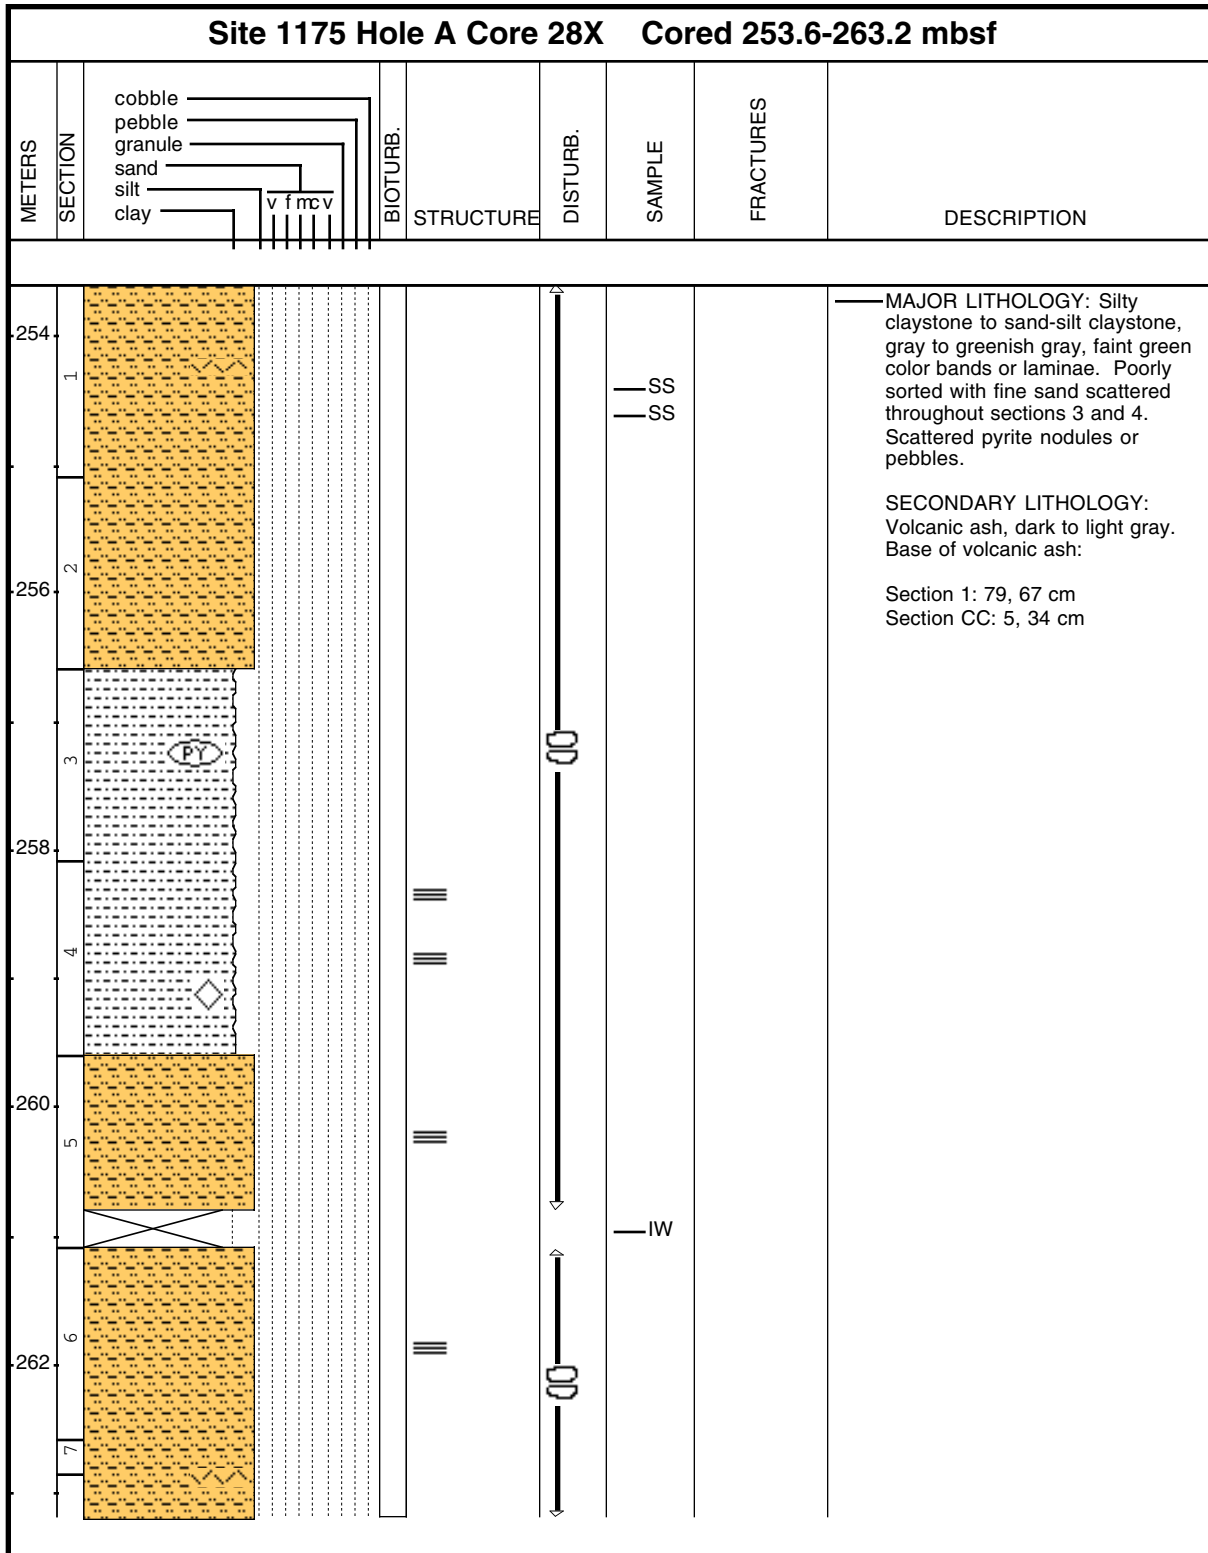 Site 1175 Hole A Core 28X Cored 253.6-263.2 mbsf
METERS
SECTION
cobble
pebble
granule
sand
silt
clay
v f m c v
BIOTURB.
STRUCTURE
DISTURB.
SAMPLE
FRACTURES
DESCRIPTION
254
256
258
260
262
1
2
3
4
5
6
7
PY
SS
SS
IW
MAJOR LITHOLOGY: Silty
claystone to sand-silt claystone,
gray to greenish gray, faint green
color bands or laminae. Poorly
sorted with fine sand scattered
throughout sections 3 and 4.
Scattered pyrite nodules or
pebbles.
SECONDARY LITHOLOGY:
Volcanic ash, dark to light gray.
Base of volcanic ash:
Section 1: 79, 67 cm
Section CC: 5, 34 cm